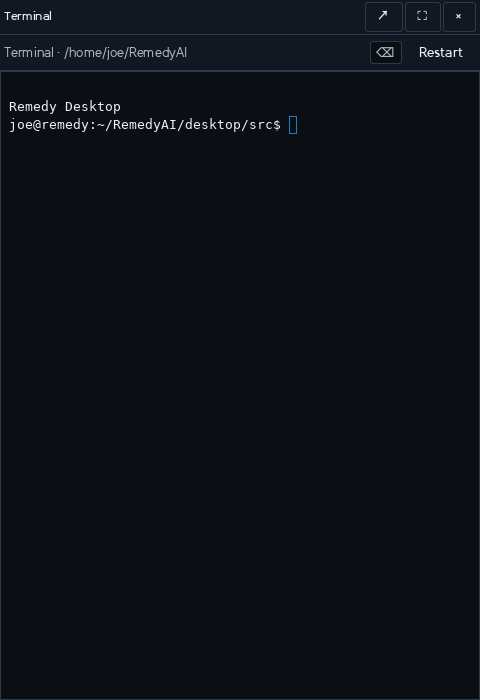 Terminal
Terminal · /home/joe/RemedyAI
Restart
Remedy Desktop
joe@remedy:~/RemedyAI/desktop/src$